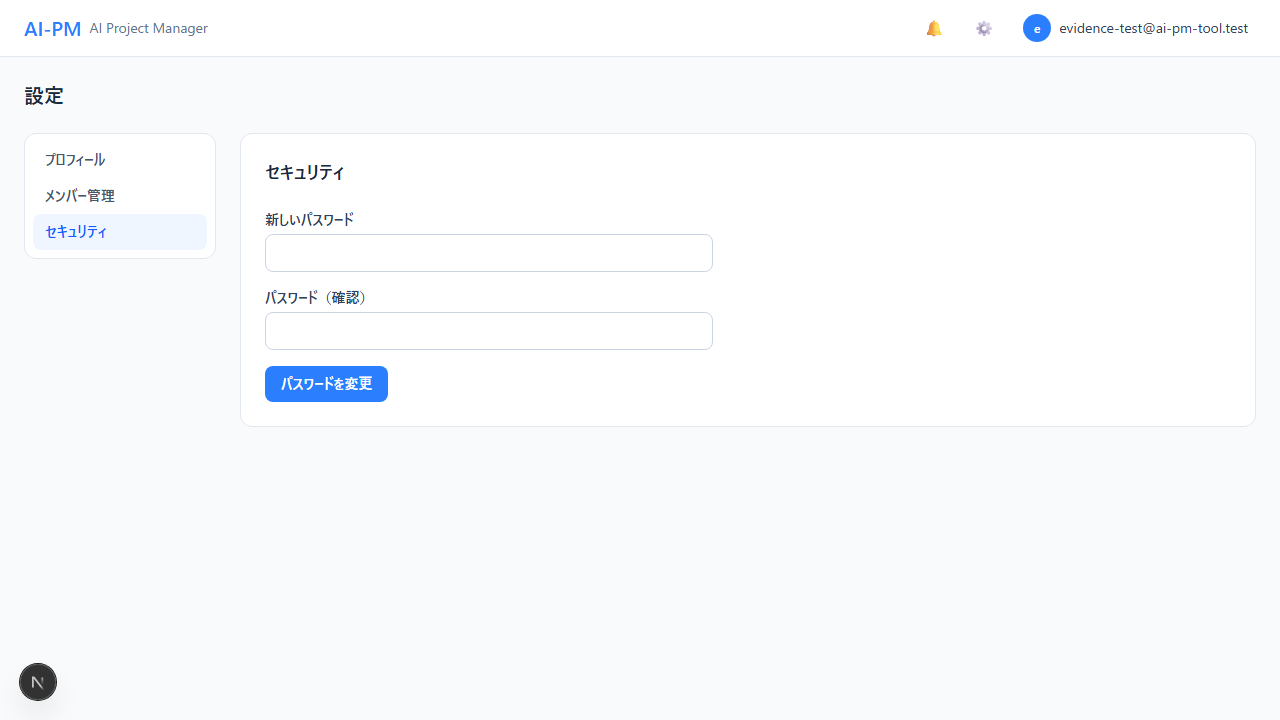 AI-PM AI Project Manager
e evidence-test@ai-pm-tool.test
設定
プロフィール
メンバー管理
セキュリティ
セキュリティ
新しいパスワード
パスワード（確認）
パスワードを変更
N